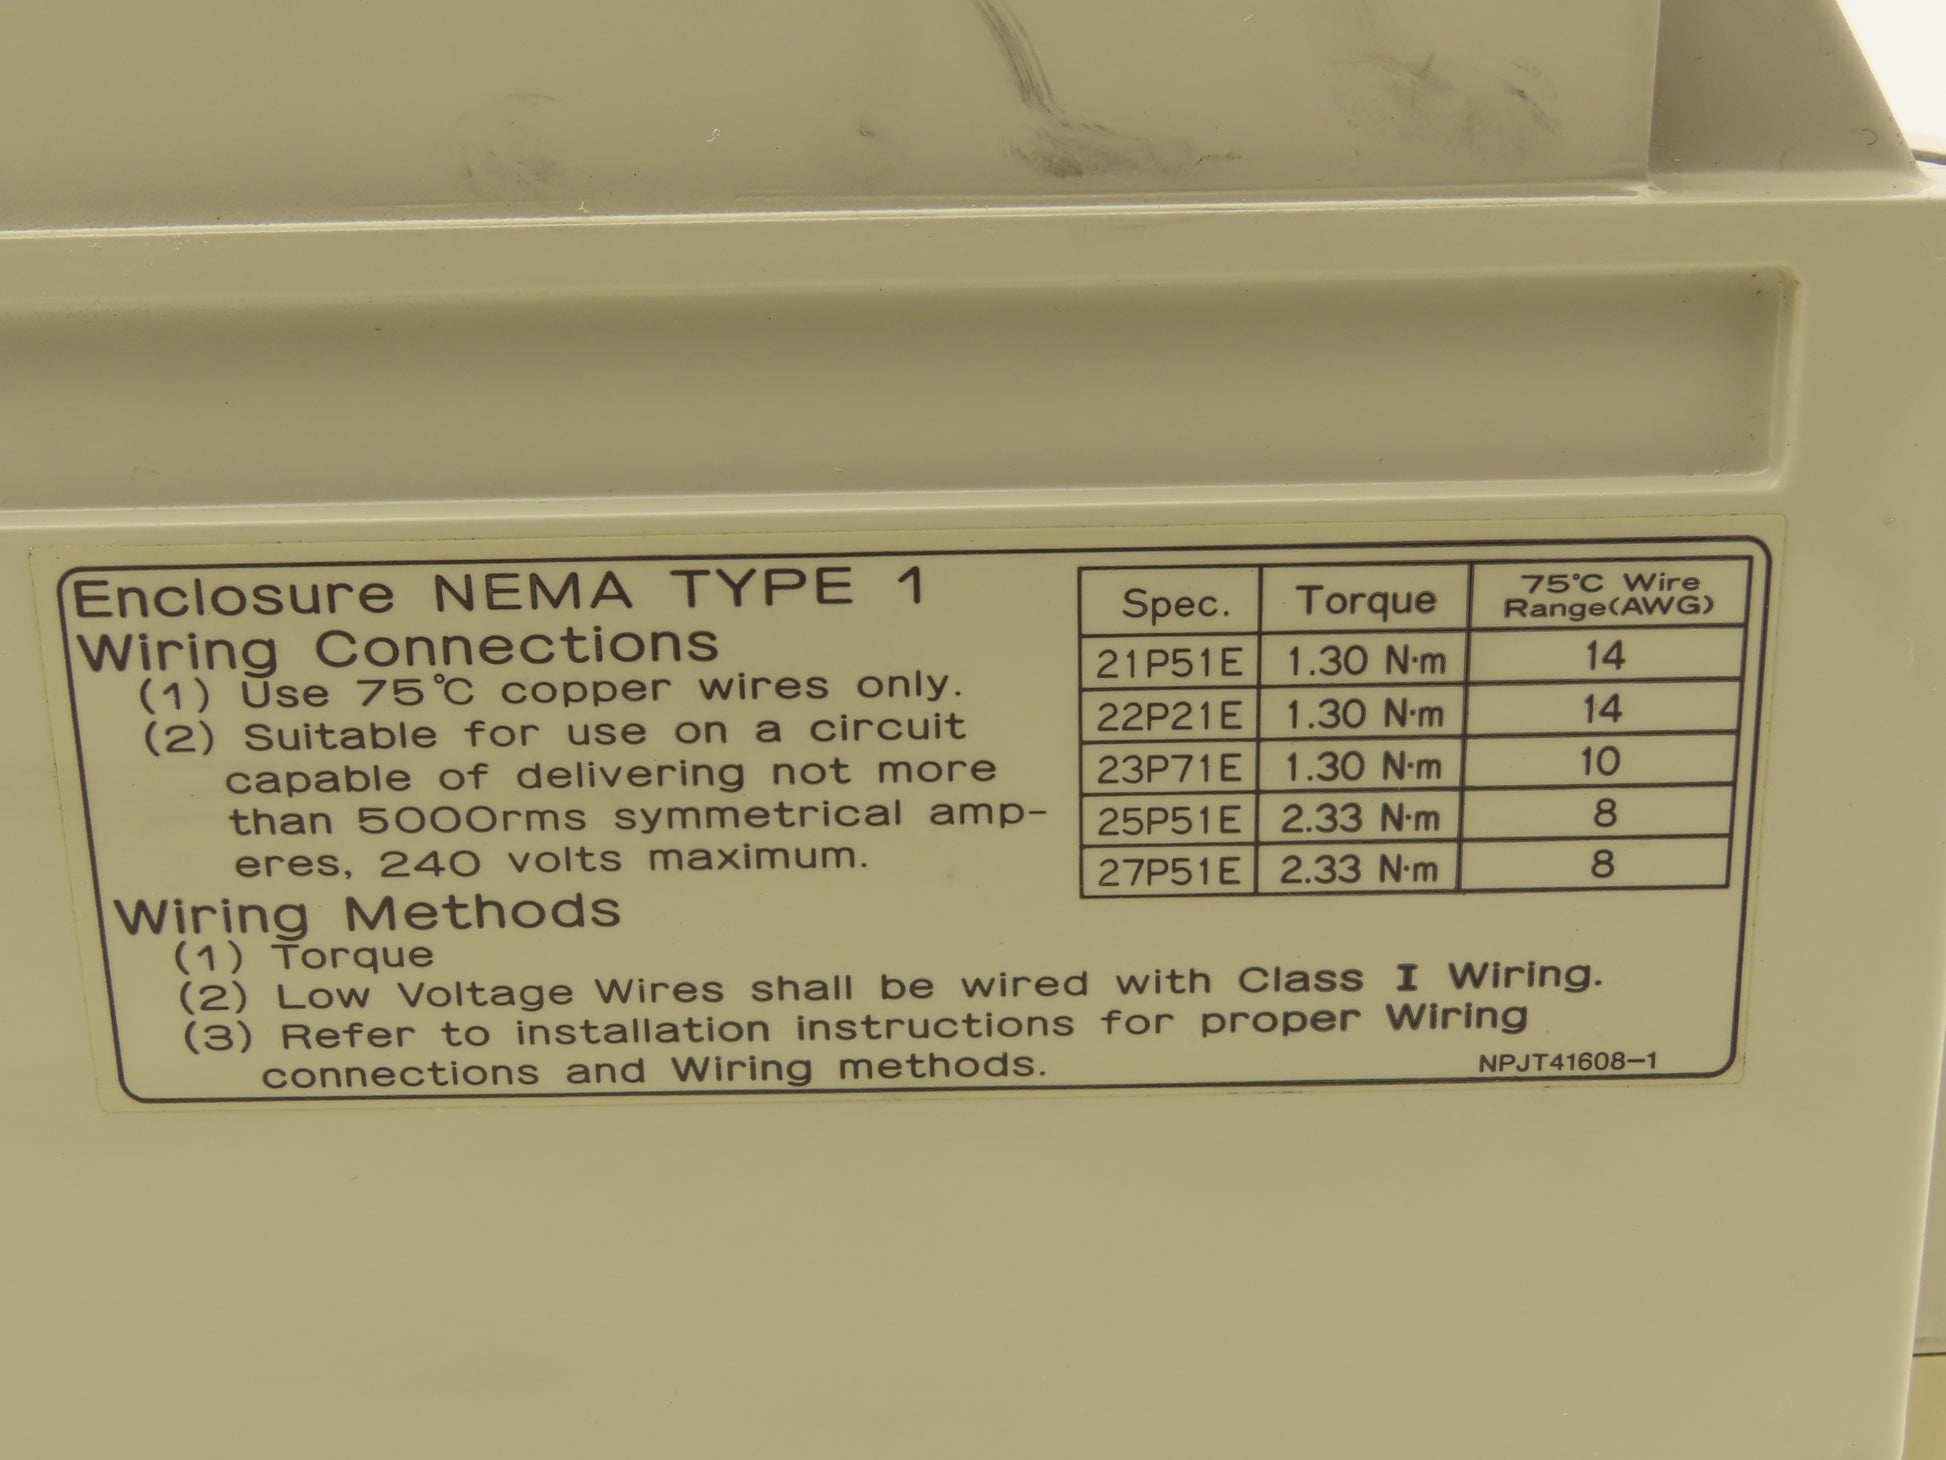 Enclosure NEMA TYPE 1
Wiring Connections
(1) Use 75℃ copper wires only.
(2) Suitable for use on a circuit
capable of delivering not more
than 5000rms symmetrical amp-
eres, 240 volts maximum.
Spec. Torque 75℃ Wire
Range(AWG)
21P51E 1.30 N·m 14
22P21E 1.30 N·m 14
23P71E 1.30 N·m 10
25P51E 2.33 N·m 8
27P51E 2.33 N·m 8
Wiring Methods
(1) Torque
(2) Low Voltage Wires shall be wired with Class I Wiring.
(3) Refer to installation instructions for proper Wiring
connections and Wiring methods.
NPJT41608-1